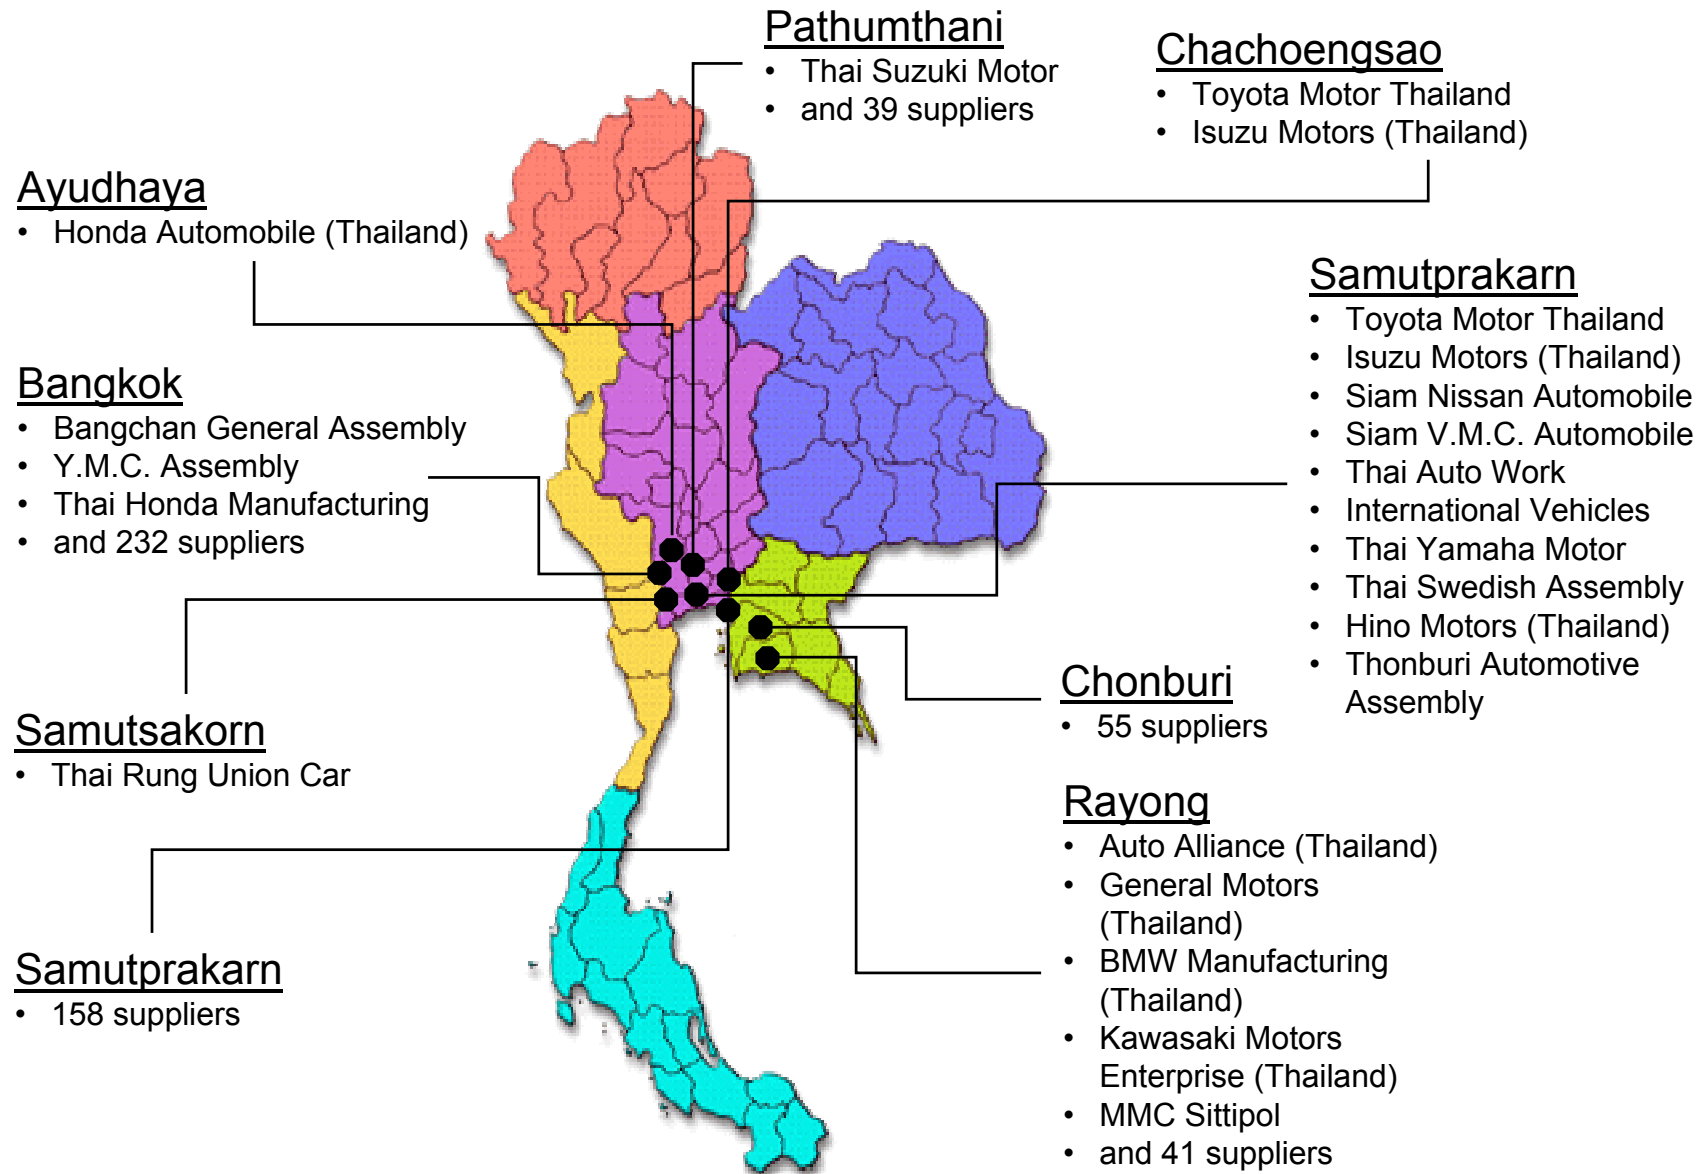 Pathumthani
• Thai Suzuki Motor
• and 39 suppliers
Chachoengsao
• Toyota Motor Thailand
• Isuzu Motors (Thailand)
Ayudhaya
• Honda Automobile (Thailand)
Samutprakarn
• Toyota Motor Thailand
• Isuzu Motors (Thailand)
• Siam Nissan Automobile
• Siam V.M.C. Automobile
• Thai Auto Work
• International Vehicles
• Thai Yamaha Motor
• Thai Swedish Assembly
• Hino Motors (Thailand)
• Thonburi Automotive
Assembly
Bangkok
• Bangchan General Assembly
• Y.M.C. Assembly
• Thai Honda Manufacturing
• and 232 suppliers
Chonburi
• 55 suppliers
Samutsakorn
• Thai Rung Union Car
Rayong
• Auto Alliance (Thailand)
• General Motors
(Thailand)
• BMW Manufacturing
(Thailand)
• Kawasaki Motors
Enterprise (Thailand)
• MMC Sittipol
• and 41 suppliers
Samutprakarn
• 158 suppliers